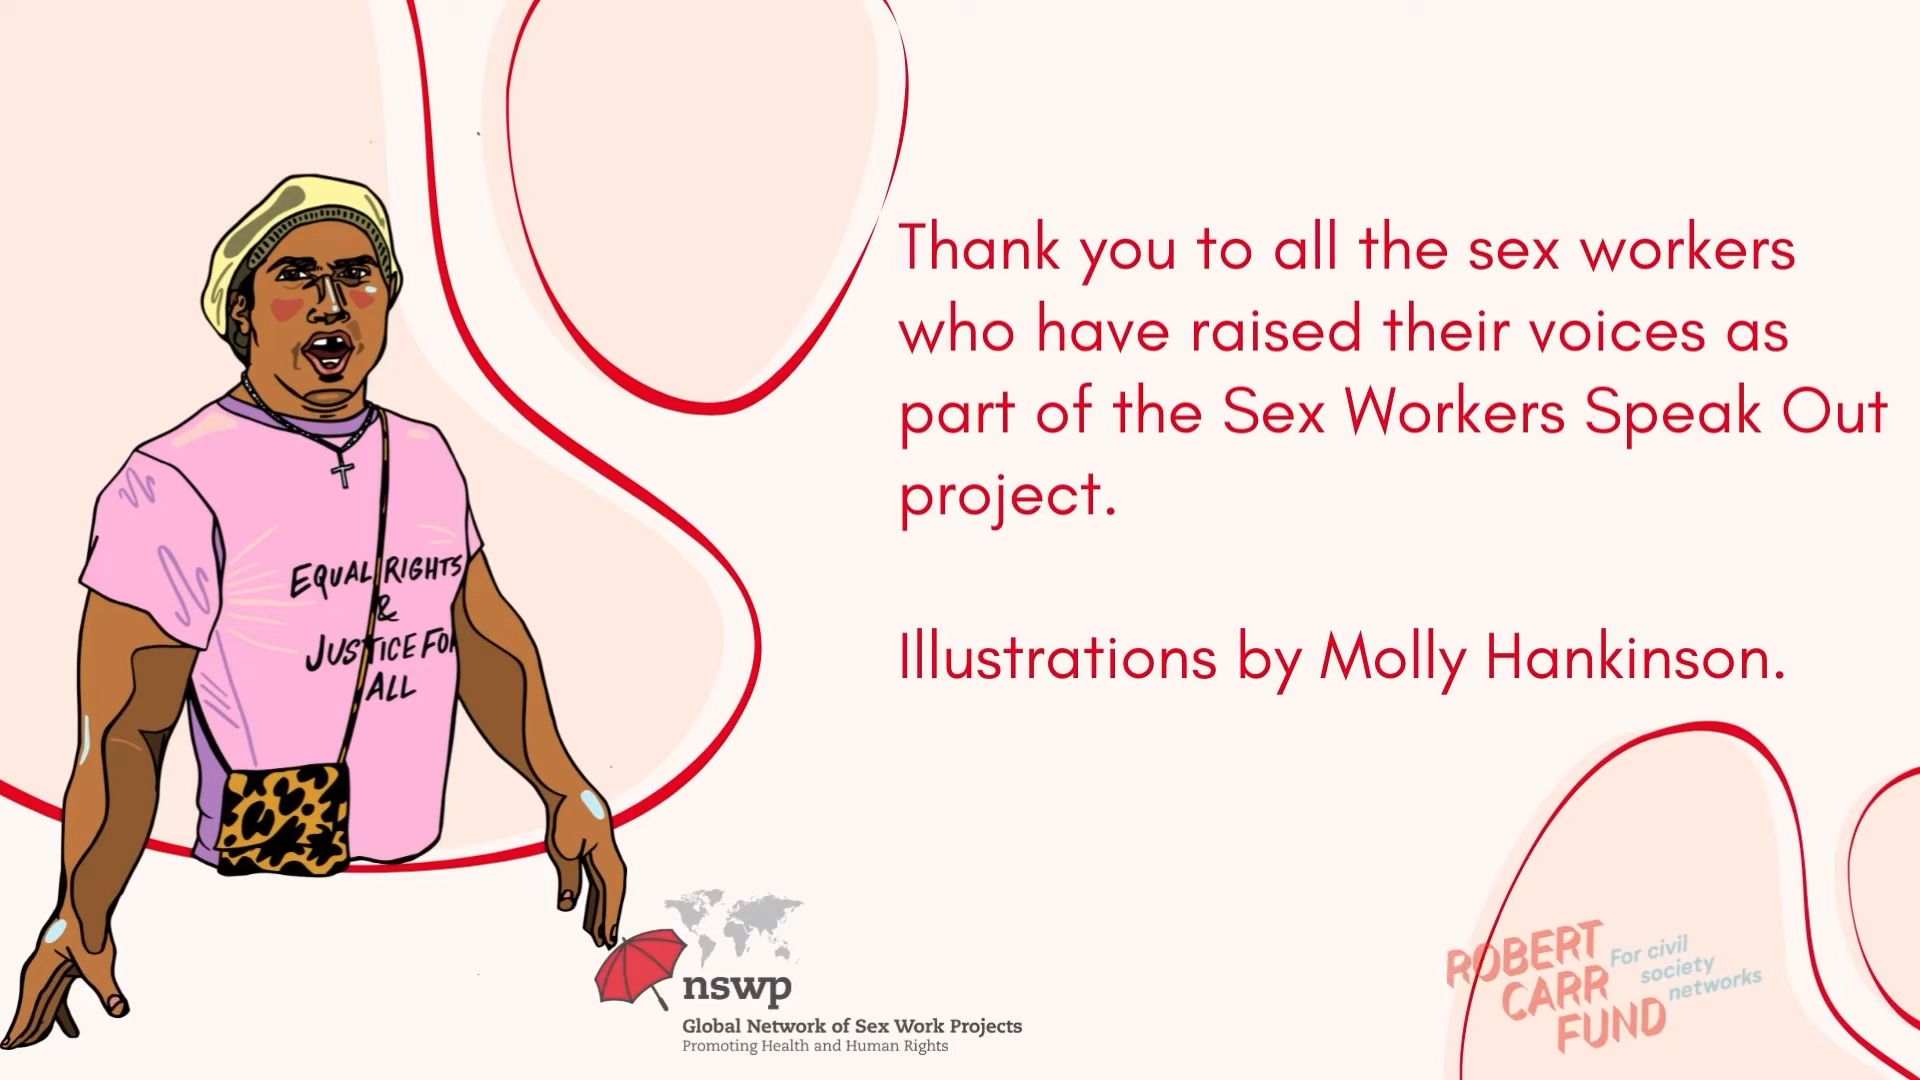 Thank you to all the sex workers
who have raised their voices as
part of the Sex Workers Speak Out
project.
Illustrations by Molly Hankinson.
EQUAL RIGHTS
&
JUSTICE FOR
ALL
nswp
Global Network of Sex Work Projects
Promoting Health and Human Rights
ROBERT
CARR
FUND
For civil
society
networks